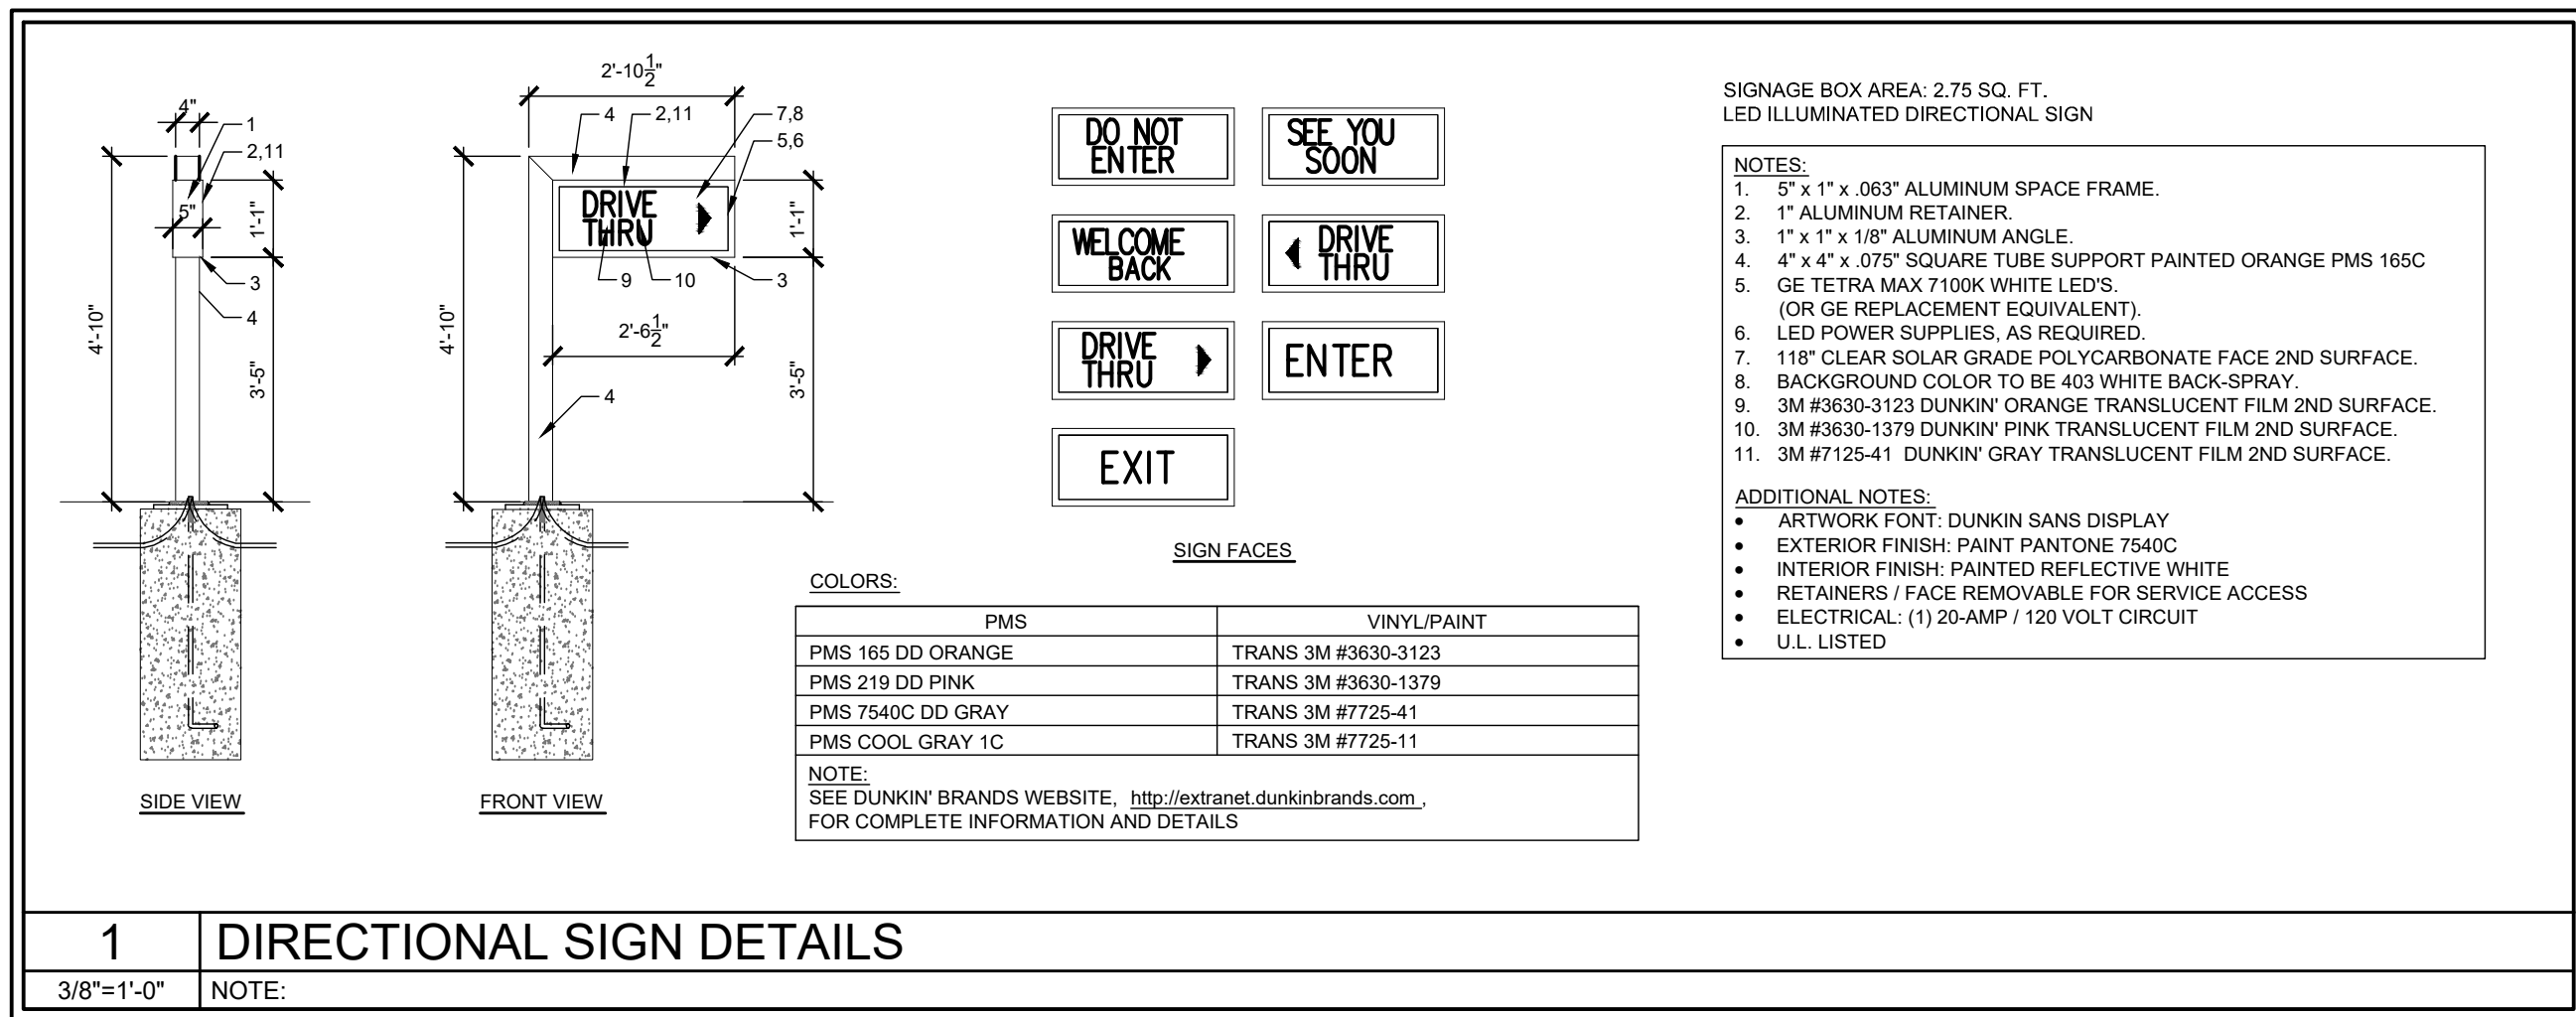 4"
1
2,11
5"
1'-1"
4'-10"
3
4
3'-5"
SIDE VIEW
2'-10 1/2"
4
2,11
7,8
5,6
DRIVE
THRU
9
10
3
1'-1"
4'-10"
2'-6 1/2"
4
3'-5"
FRONT VIEW
DO NOT
ENTER
SEE YOU
SOON
WELCOME
BACK
DRIVE
THRU
DRIVE
THRU
ENTER
EXIT
SIGN FACES
COLORS:
PMS VINYL/PAINT
PMS 165 DD ORANGE TRANS 3M #3630-3123
PMS 219 DD PINK TRANS 3M #3630-1379
PMS 7540C DD GRAY TRANS 3M #7725-41
PMS COOL GRAY 1C TRANS 3M #7725-11
NOTE:
SEE DUNKIN' BRANDS WEBSITE, http://extranet.dunkinbrands.com ,
FOR COMPLETE INFORMATION AND DETAILS
SIGNAGE BOX AREA: 2.75 SQ. FT.
LED ILLUMINATED DIRECTIONAL SIGN
NOTES:
1. 5" x 1" x .063" ALUMINUM SPACE FRAME.
2. 1" ALUMINUM RETAINER.
3. 1" x 1" x 1/8" ALUMINUM ANGLE.
4. 4" x 4" x .075" SQUARE TUBE SUPPORT PAINTED ORANGE PMS 165C
5. GE TETRA MAX 7100K WHITE LED'S.
(OR GE REPLACEMENT EQUIVALENT).
6. LED POWER SUPPLIES, AS REQUIRED.
7. 118" CLEAR SOLAR GRADE POLYCARBONATE FACE 2ND SURFACE.
8. BACKGROUND COLOR TO BE 403 WHITE BACK-SPRAY.
9. 3M #3630-3123 DUNKIN' ORANGE TRANSLUCENT FILM 2ND SURFACE.
10. 3M #3630-1379 DUNKIN' PINK TRANSLUCENT FILM 2ND SURFACE.
11. 3M #7125-41 DUNKIN' GRAY TRANSLUCENT FILM 2ND SURFACE.
ADDITIONAL NOTES:
• ARTWORK FONT: DUNKIN SANS DISPLAY
• EXTERIOR FINISH: PAINT PANTONE 7540C
• INTERIOR FINISH: PAINTED REFLECTIVE WHITE
• RETAINERS / FACE REMOVABLE FOR SERVICE ACCESS
• ELECTRICAL: (1) 20-AMP / 120 VOLT CIRCUIT
• U.L. LISTED
1 DIRECTIONAL SIGN DETAILS
3/8"=1'-0" NOTE: